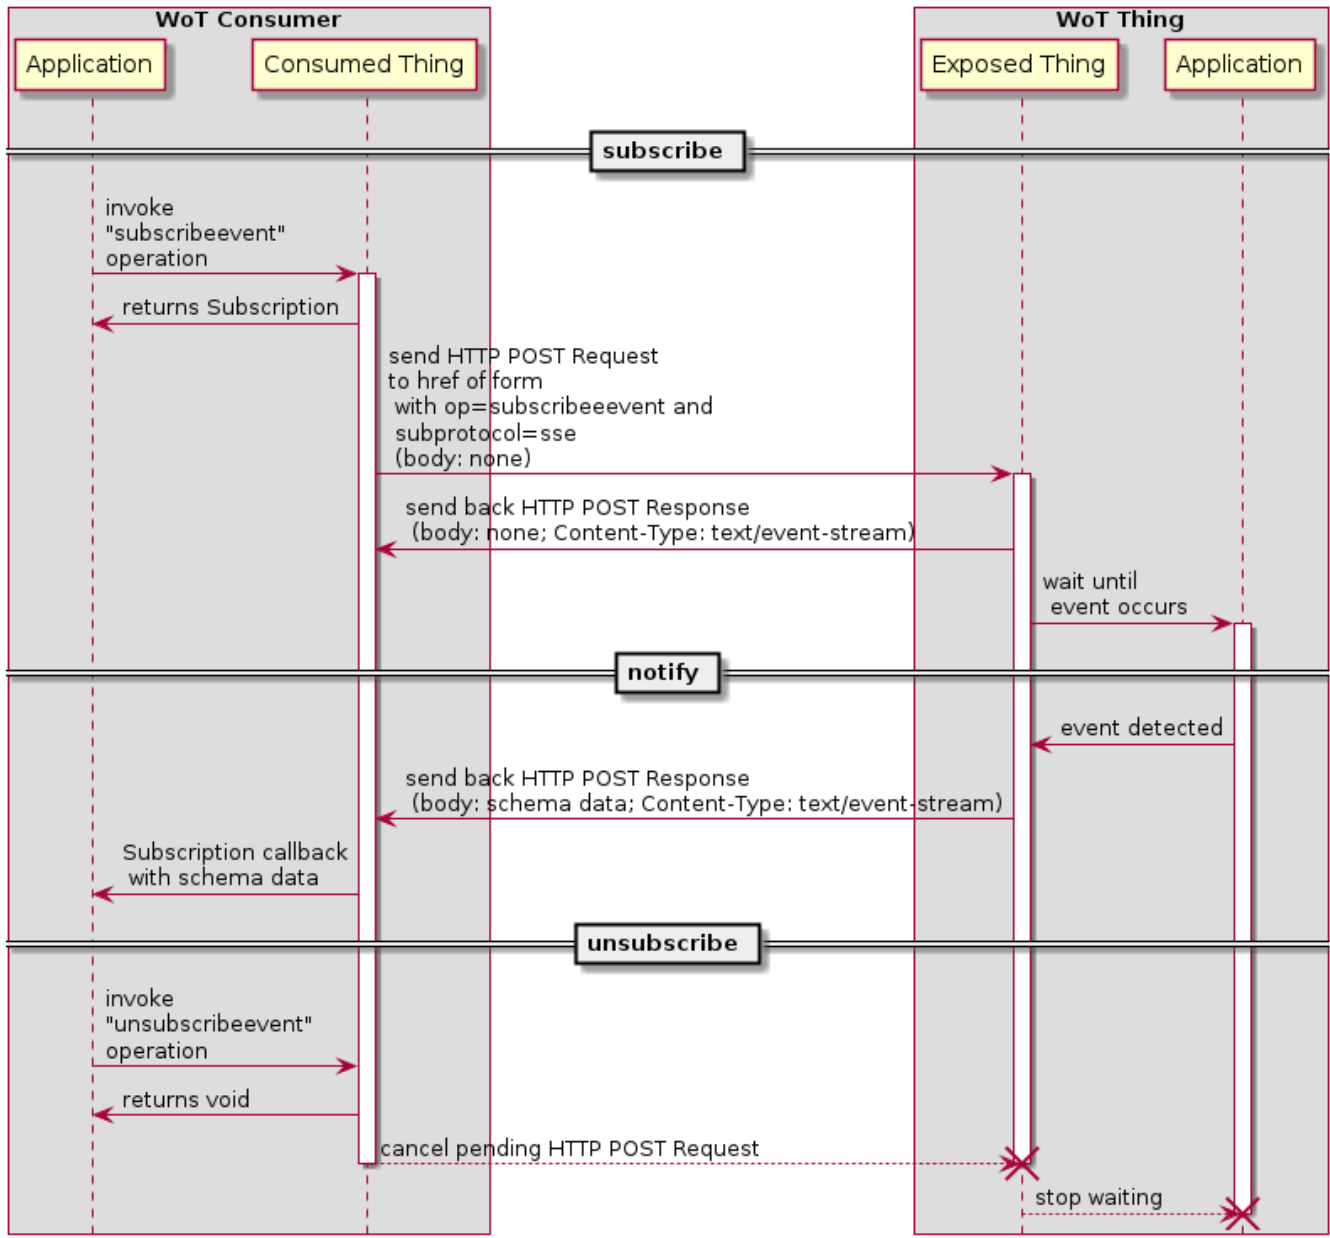 WoT Consumer
WoT Thing
Application
Consumed Thing
Exposed Thing
Application
subscribe
invoke
"subscribeevent"
operation
returns Subscription
send HTTP POST Request
to href of form
with op=subscribeeevent and
subprotocol=sse
(body: none)
send back HTTP POST Response
(body: none; Content-Type: text/event-stream)
wait until
event occurs
notify
event detected
send back HTTP POST Response
(body: schema data; Content-Type: text/event-stream)
Subscription callback
with schema data
unsubscribe
invoke
"unsubscribeevent"
operation
returns void
cancel pending HTTP POST Request
stop waiting